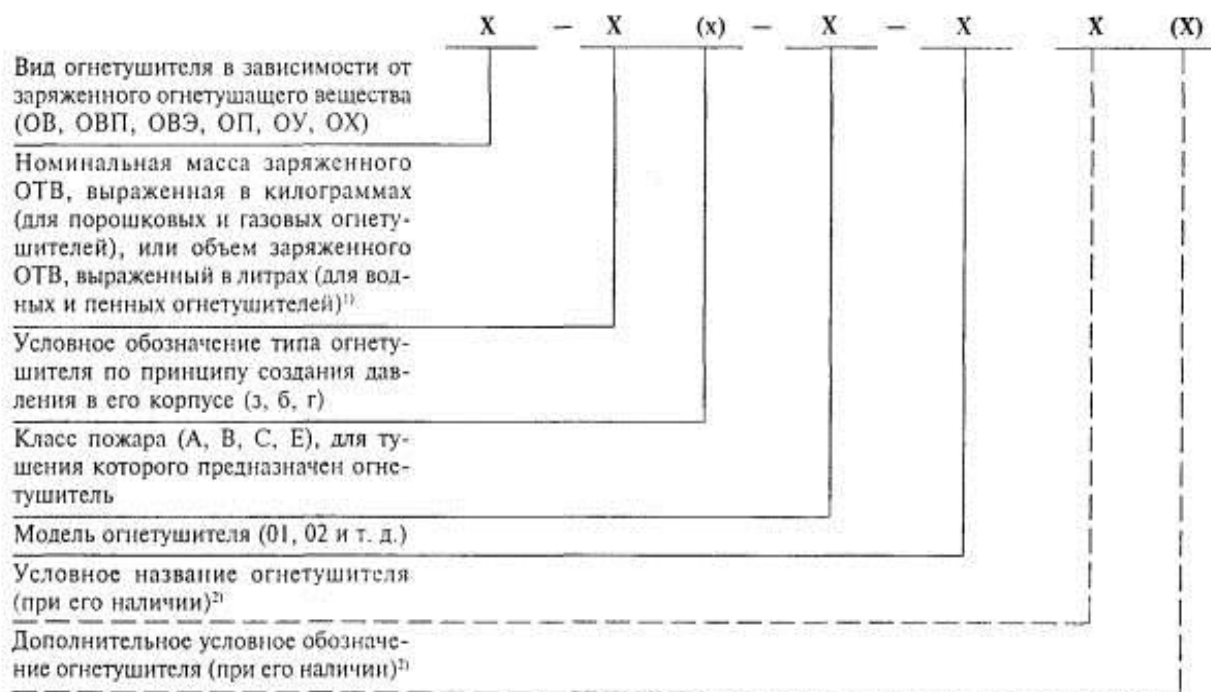 X – X (x) – X – X X (X)
Вид огнетушителя в зависимости от
заряженного огнетушащего вещества
(ОВ, ОВП, ОВЭ, ОП, ОУ, ОХ)
Номинальная масса заряженного
ОТВ, выраженная в килограммах
(для порошковых и газовых огнету-
шителей), или объем заряженного
ОТВ, выраженный в литрах (для вод-
ных и пенных огнетушителей)¹⁾
Условное обозначение типа огнету-
шителя по принципу создания дав-
ления в его корпусе (з, б, г)
Класс пожара (А, В, С, Е), для ту-
шения которого предназначен огне-
тушитель
Модель огнетушителя (01, 02 и т. д.)
Условное название огнетушителя
(при его наличии)²⁾
Дополнительное условное обозначе-
ние огнетушителя (при его наличии)²⁾